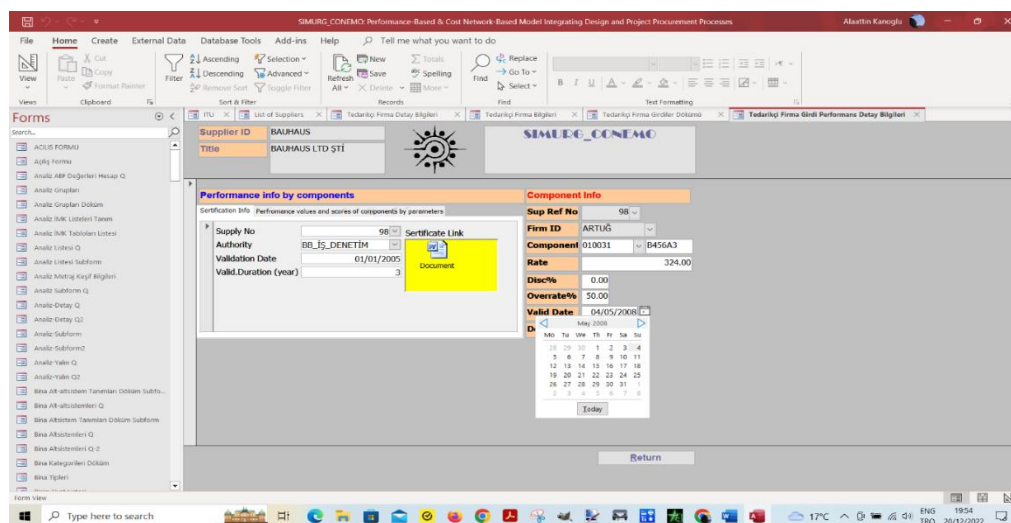 SIMURG_CONEMO: Performance-Based & Cost Network-Based Model Integrating Design and Project Procurement Processes
Alaattin Kanoglu
File Home Create External Data Database Tools Add-ins Help Tell me what you want to do
View
Paste
Cut
Copy
Format Painter
Filter
Ascending
Descending
Remove Sort
Selection
Advanced
Toggle Filter
Refresh All
New
Save
Delete
Totals
Spelling
More
Find
Replace
Go To
Select
B I U A
Views Clipboard Sort & Filter Records Find Text Formatting
Forms
ITU List of Suppliers Tedarikçi Firma Detay Bilgileri Tedarikçi Firma Bilgileri Tedarikçi Firma Girdiler Dökümü Tedarikçi Firma Girdi Performans Detay Bilgileri
Search...
ACILIS FORMU
Açılış Formu
Analiz ABF Değerleri Hesap Q
Analiz Grupları
Analiz Grupları Döküm
Analiz İMK Listeleri Tanım
Analiz İMK Tabloları Listesi
Analiz Listesi Q
Analiz Listesi Subform
Analiz Metraj Keşif Bilgileri
Analiz Subform Q
Analiz-Detay Q
Analiz-Detay Q2
Analiz-Subform
Analiz-Subform2
Analiz-Yalın Q
Analiz-Yalın Q2
Bina Alt-altsistem Tanımları Döküm Subfo...
Bina Alt-altsistemleri Q
Bina Altsistem Tanımları Döküm Subform
Bina Altsistemleri Q
Bina Altsistemleri Q-2
Bina Kategorileri Döküm
Bina Tipleri
Supplier ID BAUHAUS
Title BAUHAUS LTD ŞTİ
SIMURG_CONEMO
Performance info by components
Sertification Info Perfromance values and scores of components by parameters
Supply No 98
Authority BB_İŞ_DENETİM
Validation Date 01/01/2005
Valid.Duration (year) 3
Sertificate Link
Document
Component Info
Sup Ref No 98
Firm ID ARTUĞ
Component 010031 B456A3
Rate 324.00
Disc% 0.00
Overrate% 50.00
Valid Date 04/05/2008
May 2008
Mo Tu We Th Fr Sa Su
28 29 30 1 2 3 4
5 6 7 8 9 10 11
12 13 14 15 16 17 18
19 20 21 22 23 24 25
26 27 28 29 30 31 1
2 3 4 5 6 7 8
Today
Return
Form View
Type here to search
17°C
ENG
TRQ
19:54
20/12/2022